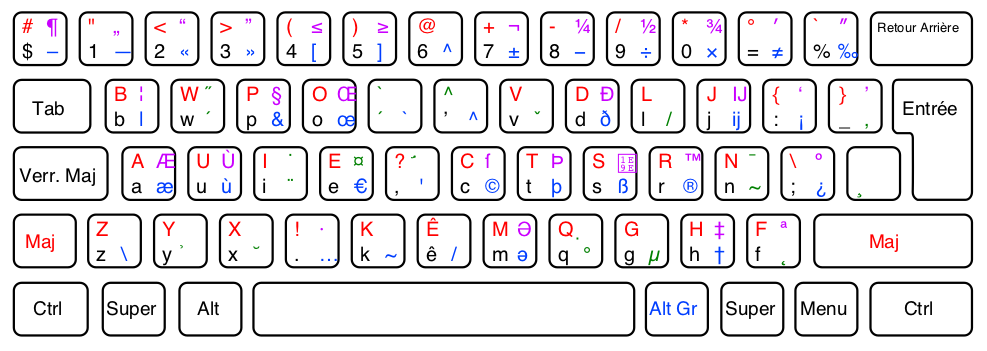 # ¶ " „ < “ > ” ( ≤ ) ≥ @ + ¬ - ¼ / ½ * ¾ ° ′ ` ″ Retour Arrière
$ – 1 — 2 « 3 » 4 [ 5 ] 6 ^ 7 ± 8 − 9 ÷ 0 × = ≠ % ‰
Tab B ¦ W ˝ P § O Œ ` ^ V D Ð L J IJ { ‘ } ’ Entrée
b | w ´ p & o œ ´ ` ’ ^ v ˇ d ð l / j ij : ¡ _ ‚
Verr. Maj A Æ U Ù I ˙ E ¤ ? C ſ T Þ S ẞ R ™ N ¯ \ º
a æ u ù i ¨ e € , ' c © t þ s ß r ® n ~ ; ¿ ¸
Maj Z Y X ! · K Ê M Ə Q G H ‡ F ª Maj
z \ y x ˘ . … k ~ ê / m ə q ° g µ h † f ˛
Ctrl Super Alt Alt Gr Super Menu Ctrl